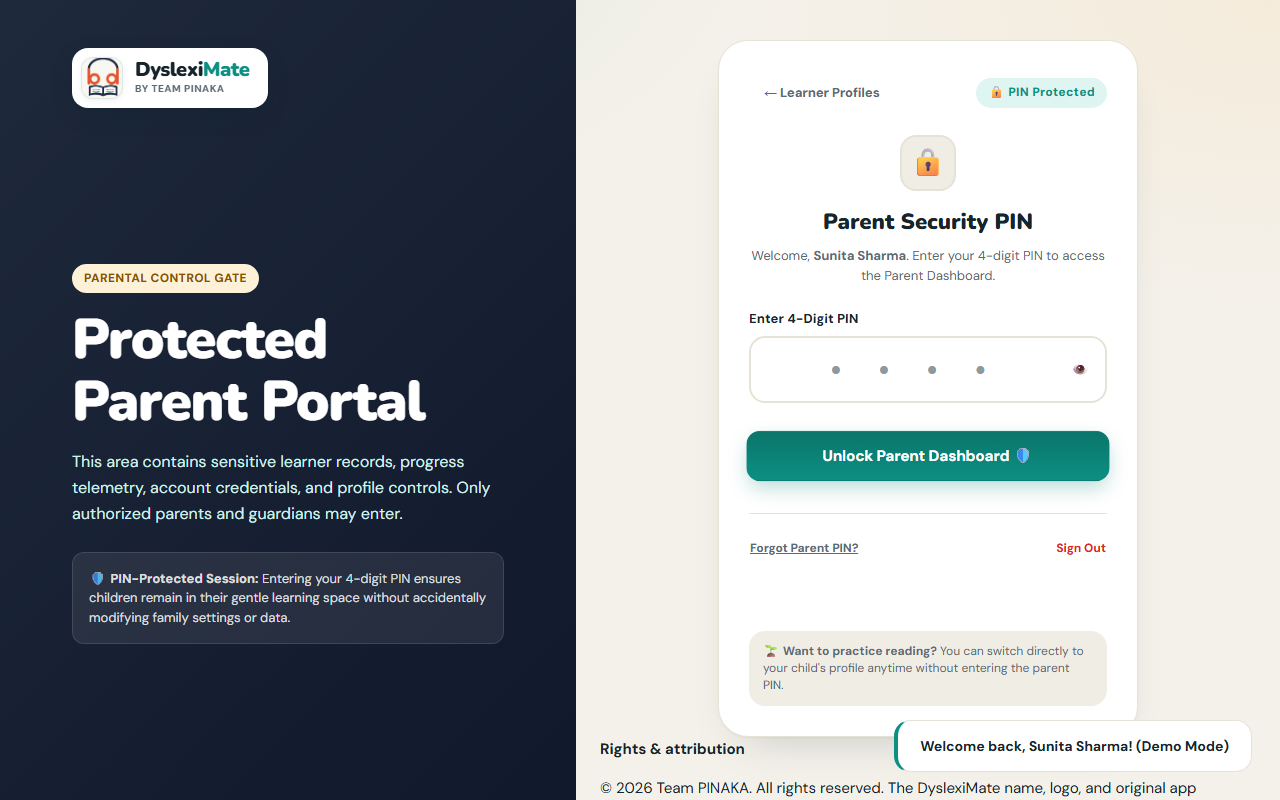 DyslexiMate
BY TEAM PINAKA
PARENTAL CONTROL GATE
Protected
Parent Portal
This area contains sensitive learner records, progress
telemetry, account credentials, and profile controls. Only
authorized parents and guardians may enter.
PIN-Protected Session: Entering your 4-digit PIN ensures
children remain in their gentle learning space without accidentally
modifying family settings or data.
← Learner Profiles
PIN Protected
Parent Security PIN
Welcome, Sunita Sharma. Enter your 4-digit PIN to access
the Parent Dashboard.
Enter 4-Digit PIN
Unlock Parent Dashboard
Forgot Parent PIN?
Sign Out
Want to practice reading? You can switch directly to
your child's profile anytime without entering the parent
PIN.
Rights & attribution
Welcome back, Sunita Sharma! (Demo Mode)
© 2026 Team PINAKA. All rights reserved. The DyslexiMate name, logo, and original app